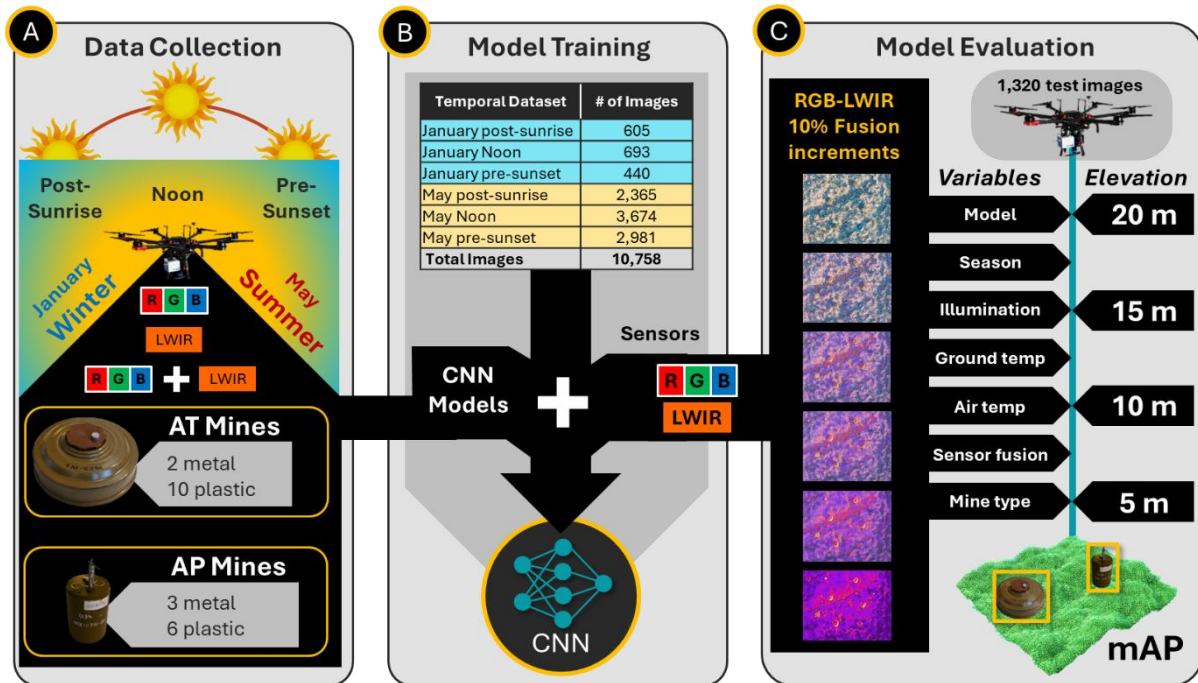 A
Data Collection
Post-
Sunrise
Noon
Pre-
Sunset
January
Winter
May
Summer
R G B
LWIR
R G B + LWIR
AT Mines
2 metal
10 plastic
AP Mines
3 metal
6 plastic
B
Model Training
Temporal Dataset # of Images
January post-sunrise 605
January Noon 693
January pre-sunset 440
May post-sunrise 2,365
May Noon 3,674
May pre-sunset 2,981
Total Images 10,758
Sensors
CNN
Models
+
R G B
LWIR
CNN
C
Model Evaluation
1,320 test images
RGB-LWIR
10% Fusion
increments
Variables Elevation
Model 20 m
Season
Illumination 15 m
Ground temp
Air temp 10 m
Sensor fusion
Mine type 5 m
mAP